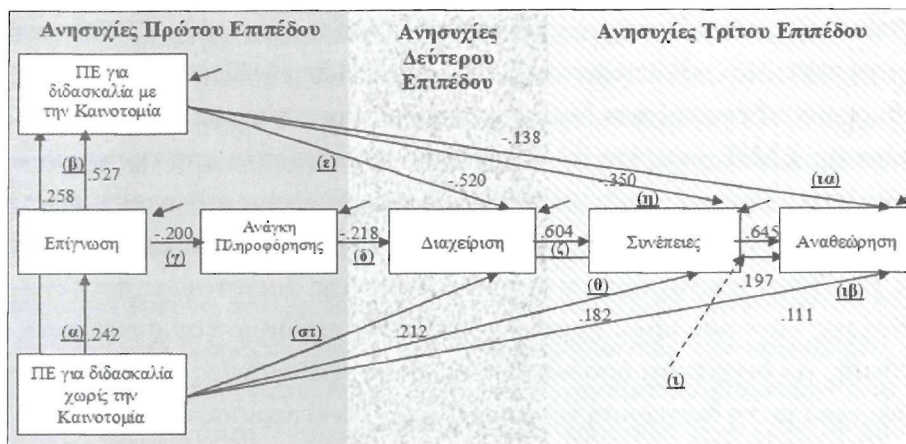 Ανησυχίες Πρώτου Επιπέδου
Ανησυχίες
Δεύτερου
Επιπέδου
Ανησυχίες Τρίτου Επιπέδου
ΠΕ για
διδασκαλία με
την Καινοτομία
-.138
(β)
.527
(ε)
-.520
.350
(η)
(ια)
.258
Επίγνωση
-.200
(γ)
Ανάγκη
Πληροφόρησης
-.218
(δ)
Διαχείριση
.604
(ζ)
Συνέπειες
.645
Αναθεώρηση
.197
(α)
.242
(στ)
.212
(θ)
.182
.111
(ιβ)
ΠΕ για διδασκαλία
χωρίς την
Καινοτομία
(ι)